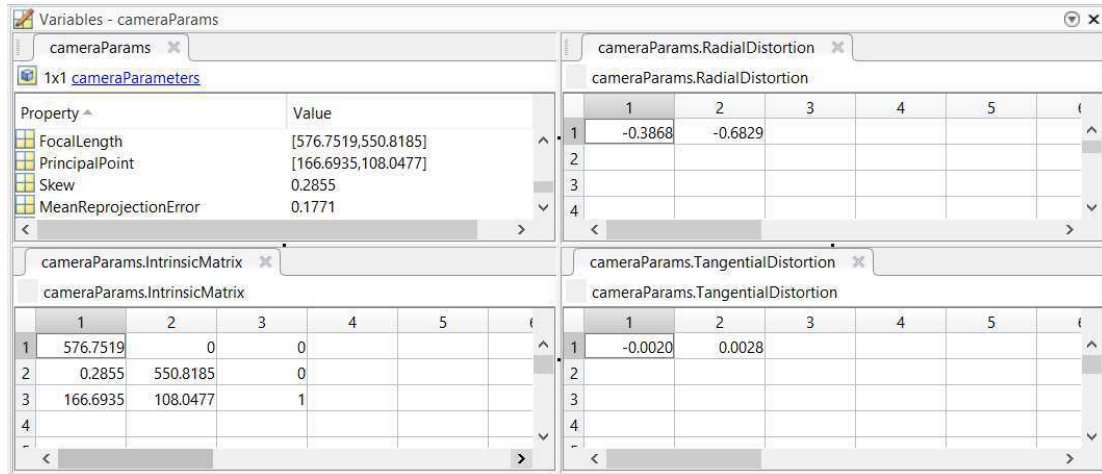 Variables - cameraParams
cameraParams
1x1 cameraParameters
Property Value
FocalLength [576.7519,550.8185]
PrincipalPoint [166.6935,108.0477]
Skew 0.2855
MeanReprojectionError 0.1771
cameraParams.RadialDistortion
cameraParams.RadialDistortion
1 2 3 4 5
1 -0.3868 -0.6829
2
3
4
cameraParams.IntrinsicMatrix
cameraParams.IntrinsicMatrix
1 2 3 4 5
1 576.7519 0 0
2 0.2855 550.8185 0
3 166.6935 108.0477 1
4
cameraParams.TangentialDistortion
cameraParams.TangentialDistortion
1 2 3 4 5
1 -0.0020 0.0028
2
3
4